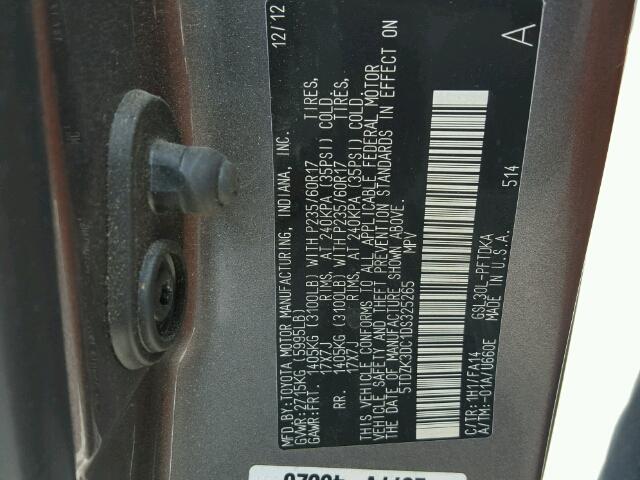 MFD.BY:TOYOTA MOTOR MANUFACTURING, INDIANA, INC. 12/12
GVWR:2715KG (5995LB)
GAWR:FRT. 1405KG (3100LB) WITH P235/60R17 TIRES,
17X7J RIMS, AT 240KPA (35PSI) COLD.
RR. 1405KG (3100LB) WITH P235/60R17 TIRES,
17X7J RIMS, AT 240KPA (35PSI) COLD.
THIS VEHICLE CONFORMS TO ALL APPLICABLE FEDERAL MOTOR
VEHICLE SAFETY AND THEFT PREVENTION STANDARDS IN EFFECT ON
THE DATE OF MANUFACTURE SHOWN ABOVE.
5TDZK3DC1DS325265 MPV
C/TR:1H1/FA14 GSL30L-PFTDKA
A/TM:-01A/U660E MADE IN U.S.A.
514
A